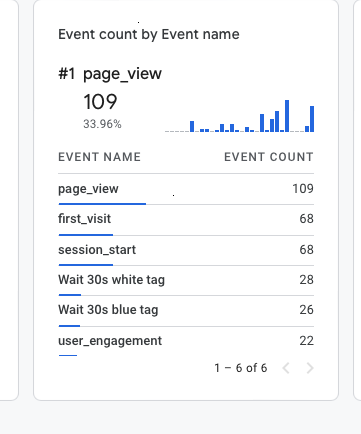 Event count by Event name
#1 page_view
109
33.96%
EVENT NAME EVENT COUNT
page_view 109
first_visit 68
session_start 68
Wait 30s white tag 28
Wait 30s blue tag 26
user_engagement 22
1 – 6 of 6